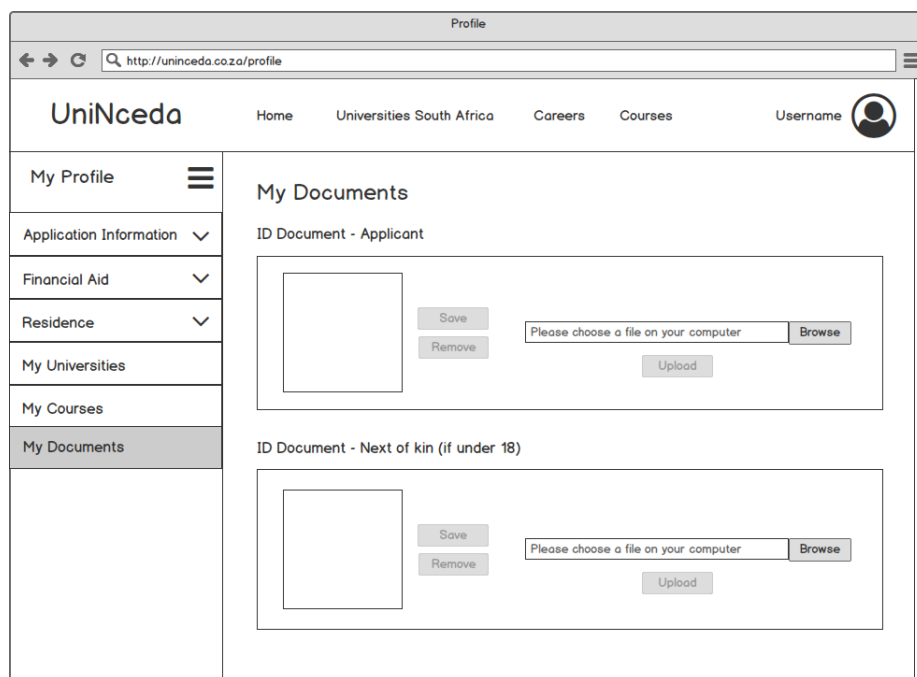 Profile
http://uninceda.co.za/profile
UniNceda
Home Universities South Africa Careers Courses Username
My Profile
Application Information
Financial Aid
Residence
My Universities
My Courses
My Documents
My Documents
ID Document - Applicant
Save
Remove
Please choose a file on your computer Browse
Upload
ID Document - Next of kin (if under 18)
Save
Remove
Please choose a file on your computer Browse
Upload